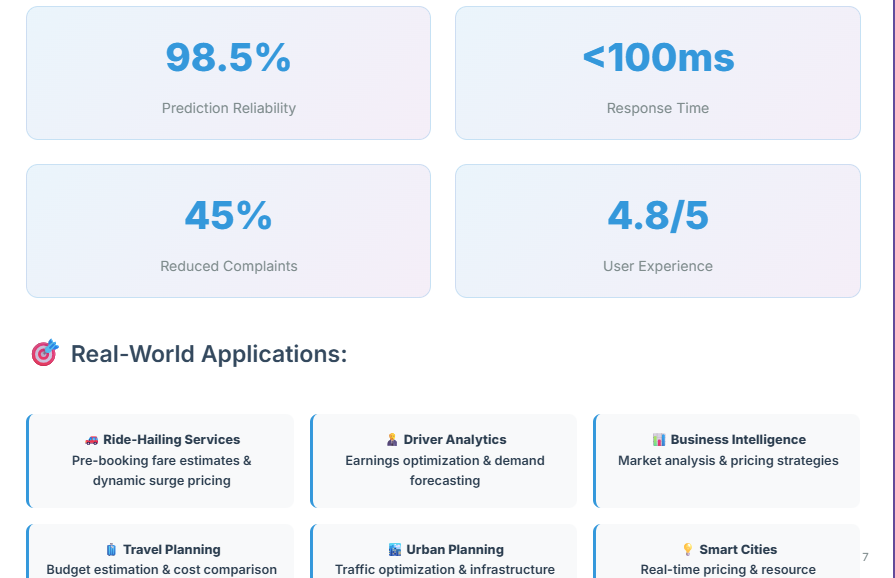 98.5%
<100ms
Prediction Reliability
Response Time
45%
4.8/5
Reduced Complaints
User Experience
Real-World Applications:
Ride-Hailing Services
Pre-booking fare estimates &
dynamic surge pricing
Driver Analytics
Earnings optimization & demand
forecasting
Business Intelligence
Market analysis & pricing strategies
Travel Planning
Budget estimation & cost comparison
Urban Planning
Traffic optimization & infrastructure
Smart Cities
Real-time pricing & resource
7